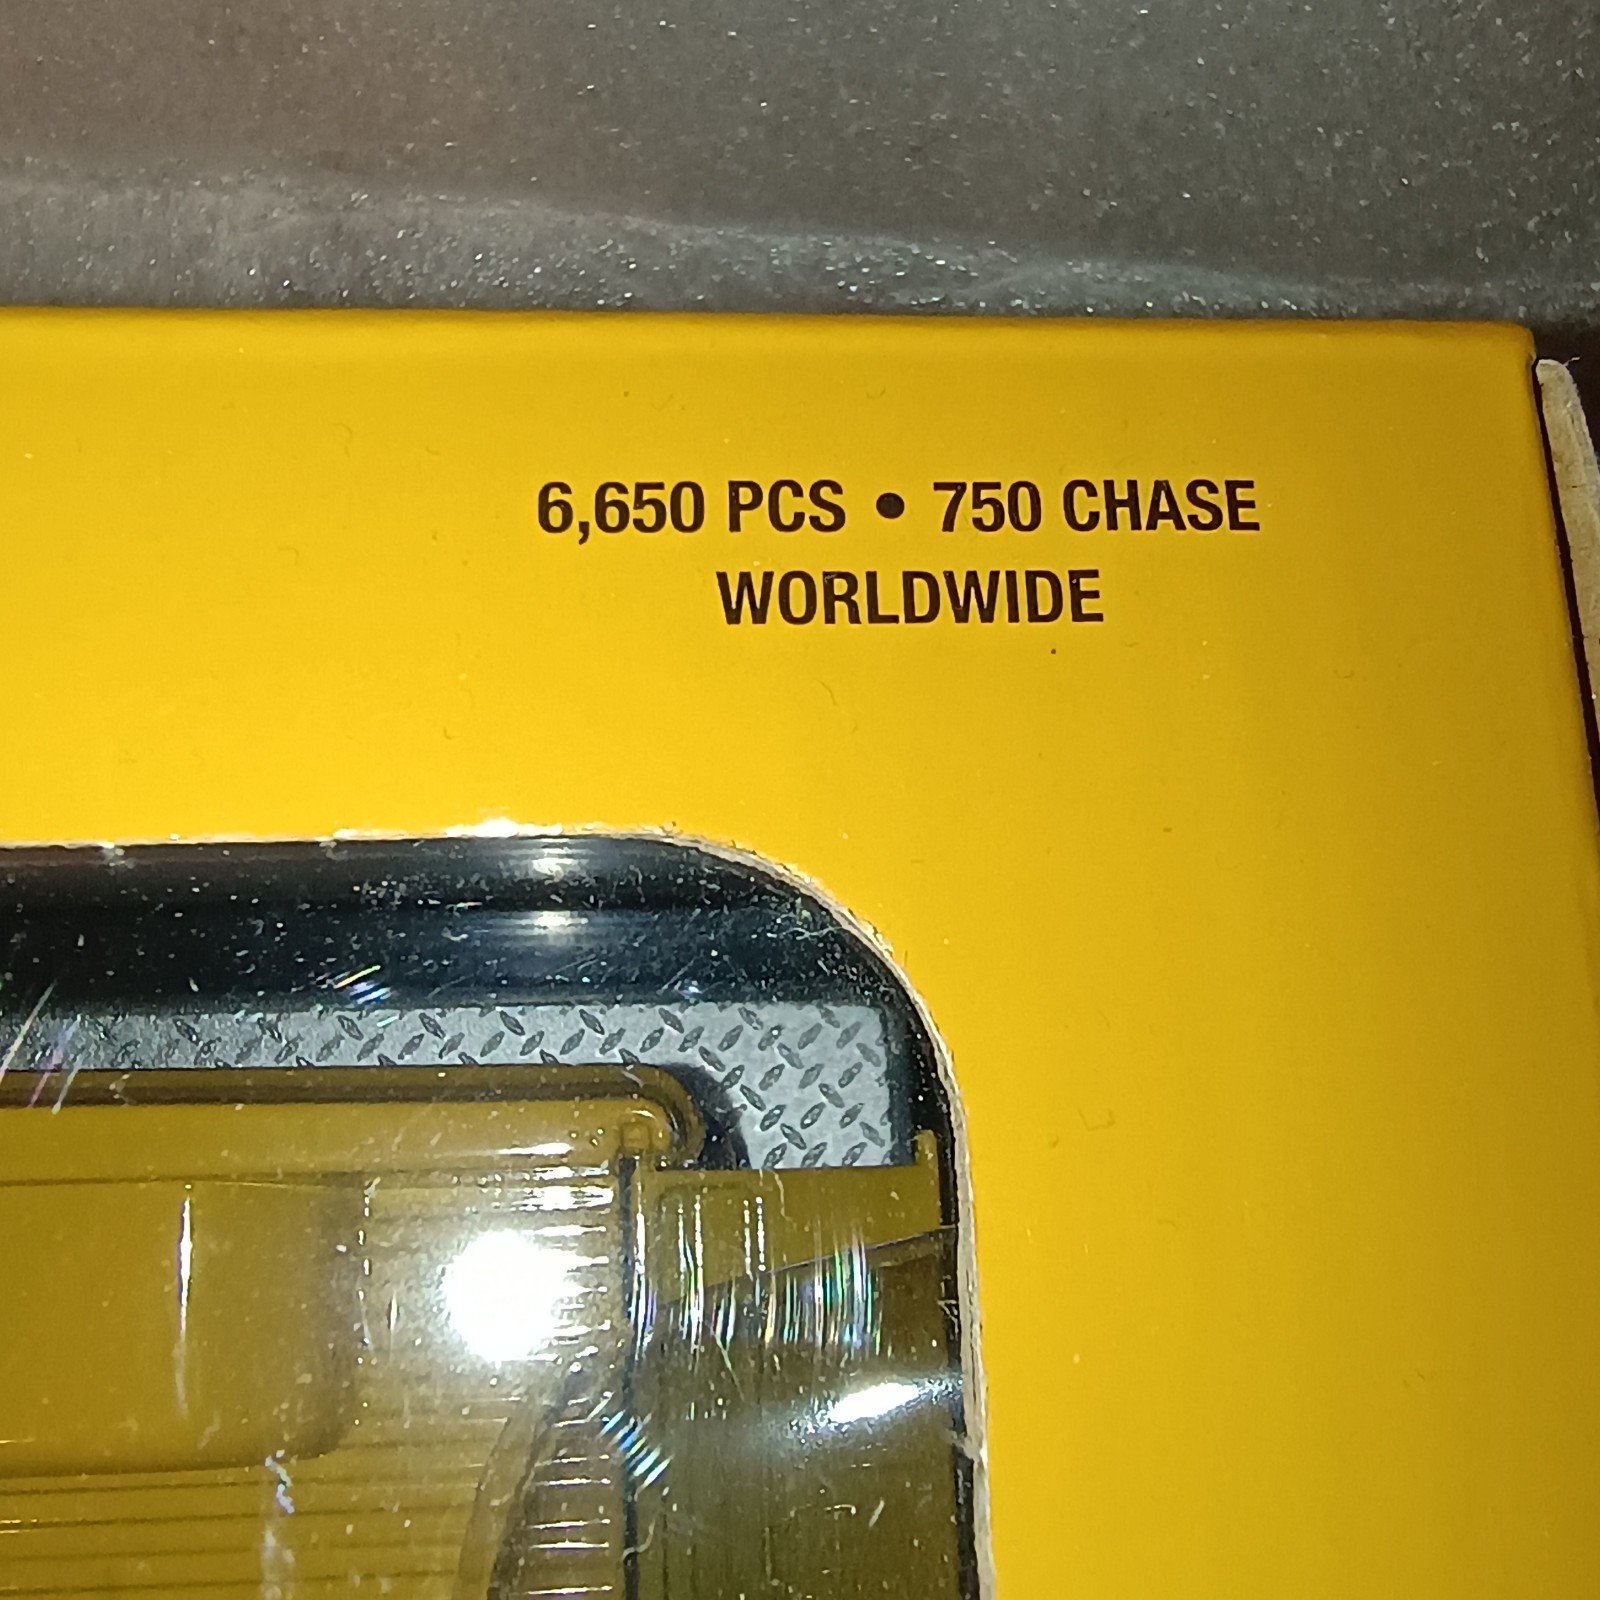 6,650 PCS • 750 CHASE
WORLDWIDE